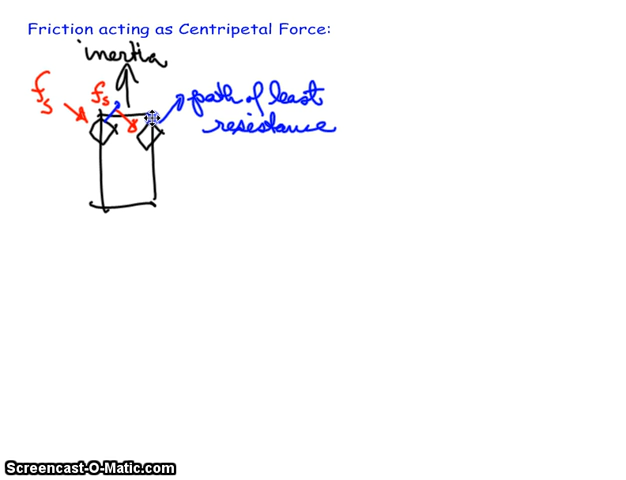 Friction acting as Centripetal Force:
inertia
fs
fs
path of least
resistance
Screencast-O-Matic.com